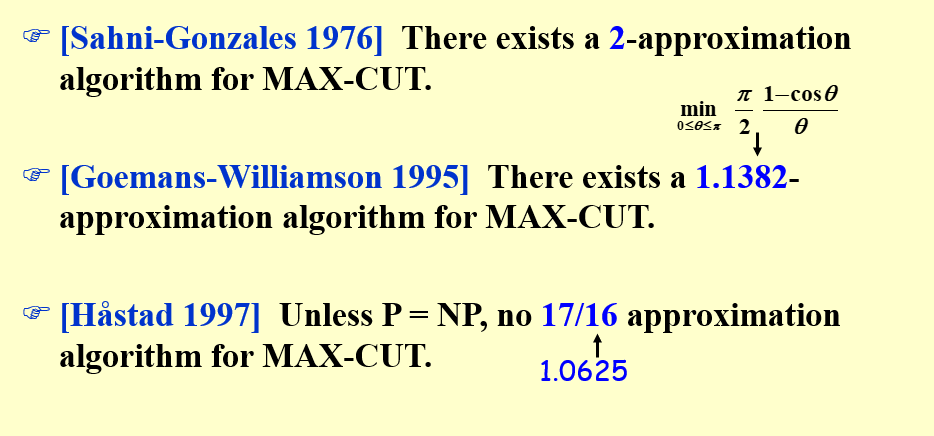 ☞ [Sahni-Gonzales 1976] There exists a 2-approximation
algorithm for MAX-CUT.
min 0≤θ≤π π/2 (1−cosθ)/θ
☞ [Goemans-Williamson 1995] There exists a 1.1382-
approximation algorithm for MAX-CUT.
☞ [Håstad 1997] Unless P = NP, no 17/16 approximation
algorithm for MAX-CUT.
1.0625